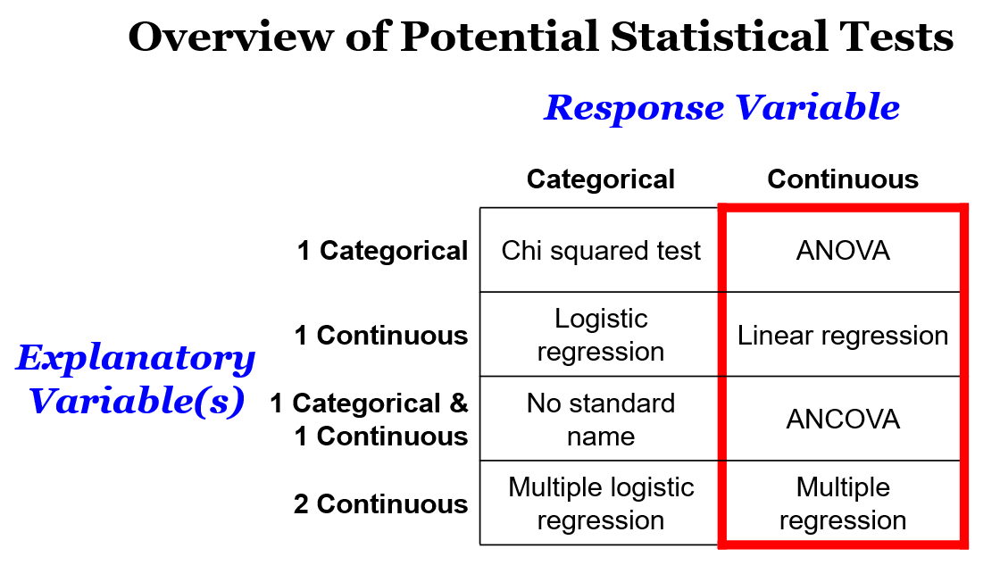 Overview of Potential Statistical Tests
Response Variable
Categorical
Continuous
1 Categorical
Chi squared test
ANOVA
1 Continuous
Logistic
regression
Linear regression
Explanatory
Variable(s)
1 Categorical &
1 Continuous
No standard
name
ANCOVA
2 Continuous
Multiple logistic
regression
Multiple
regression